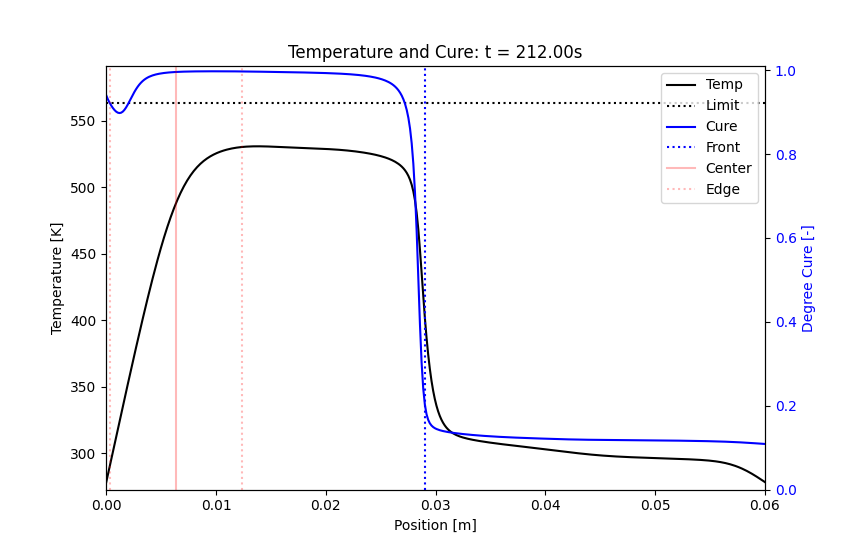 Temperature and Cure: t = 212.00s
Temp
Limit
Cure
Front
Center
Edge
Temperature [K]
550
500
450
400
350
300
1.0
0.8
0.6
0.4
0.2
0.0
Degree Cure [-]
0.00
0.01
0.02
0.03
0.04
0.05
0.06
Position [m]